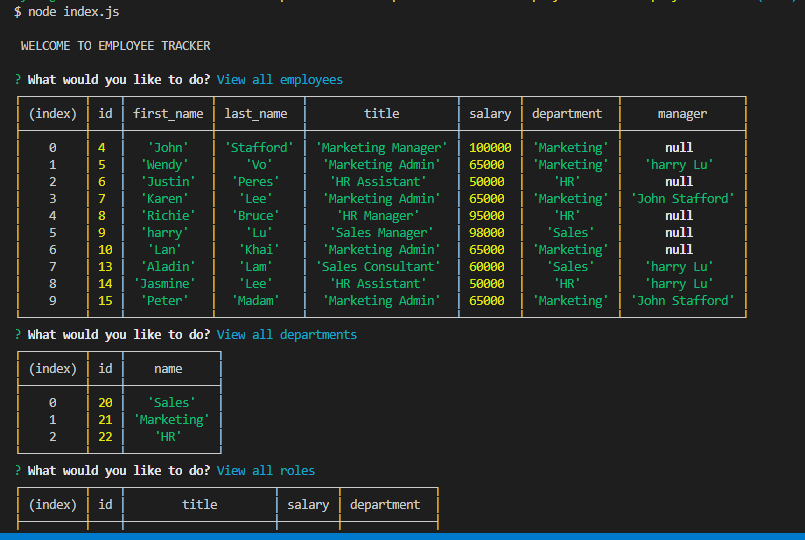 $ node index.js
WELCOME TO EMPLOYEE TRACKER
? What would you like to do? View all employees
(index) id first_name last_name title salary department manager
0 4 'John' 'Stafford' 'Marketing Manager' 100000 'Marketing' null
1 5 'Wendy' 'Vo' 'Marketing Admin' 65000 'Marketing' 'harry Lu'
2 6 'Justin' 'Peres' 'HR Assistant' 50000 'HR' null
3 7 'Karen' 'Lee' 'Marketing Admin' 65000 'Marketing' 'John Stafford'
4 8 'Richie' 'Bruce' 'HR Manager' 95000 'HR' null
5 9 'harry' 'Lu' 'Sales Manager' 98000 'Sales' null
6 10 'Lan' 'Khai' 'Marketing Admin' 65000 'Marketing' null
7 13 'Aladin' 'Lam' 'Sales Consultant' 60000 'Sales' 'harry Lu'
8 14 'Jasmine' 'Lee' 'HR Assistant' 50000 'HR' 'harry Lu'
9 15 'Peter' 'Madam' 'Marketing Admin' 65000 'Marketing' 'John Stafford'
? What would you like to do? View all departments
(index) id name
0 20 'Sales'
1 21 'Marketing'
2 22 'HR'
? What would you like to do? View all roles
(index) id title salary department